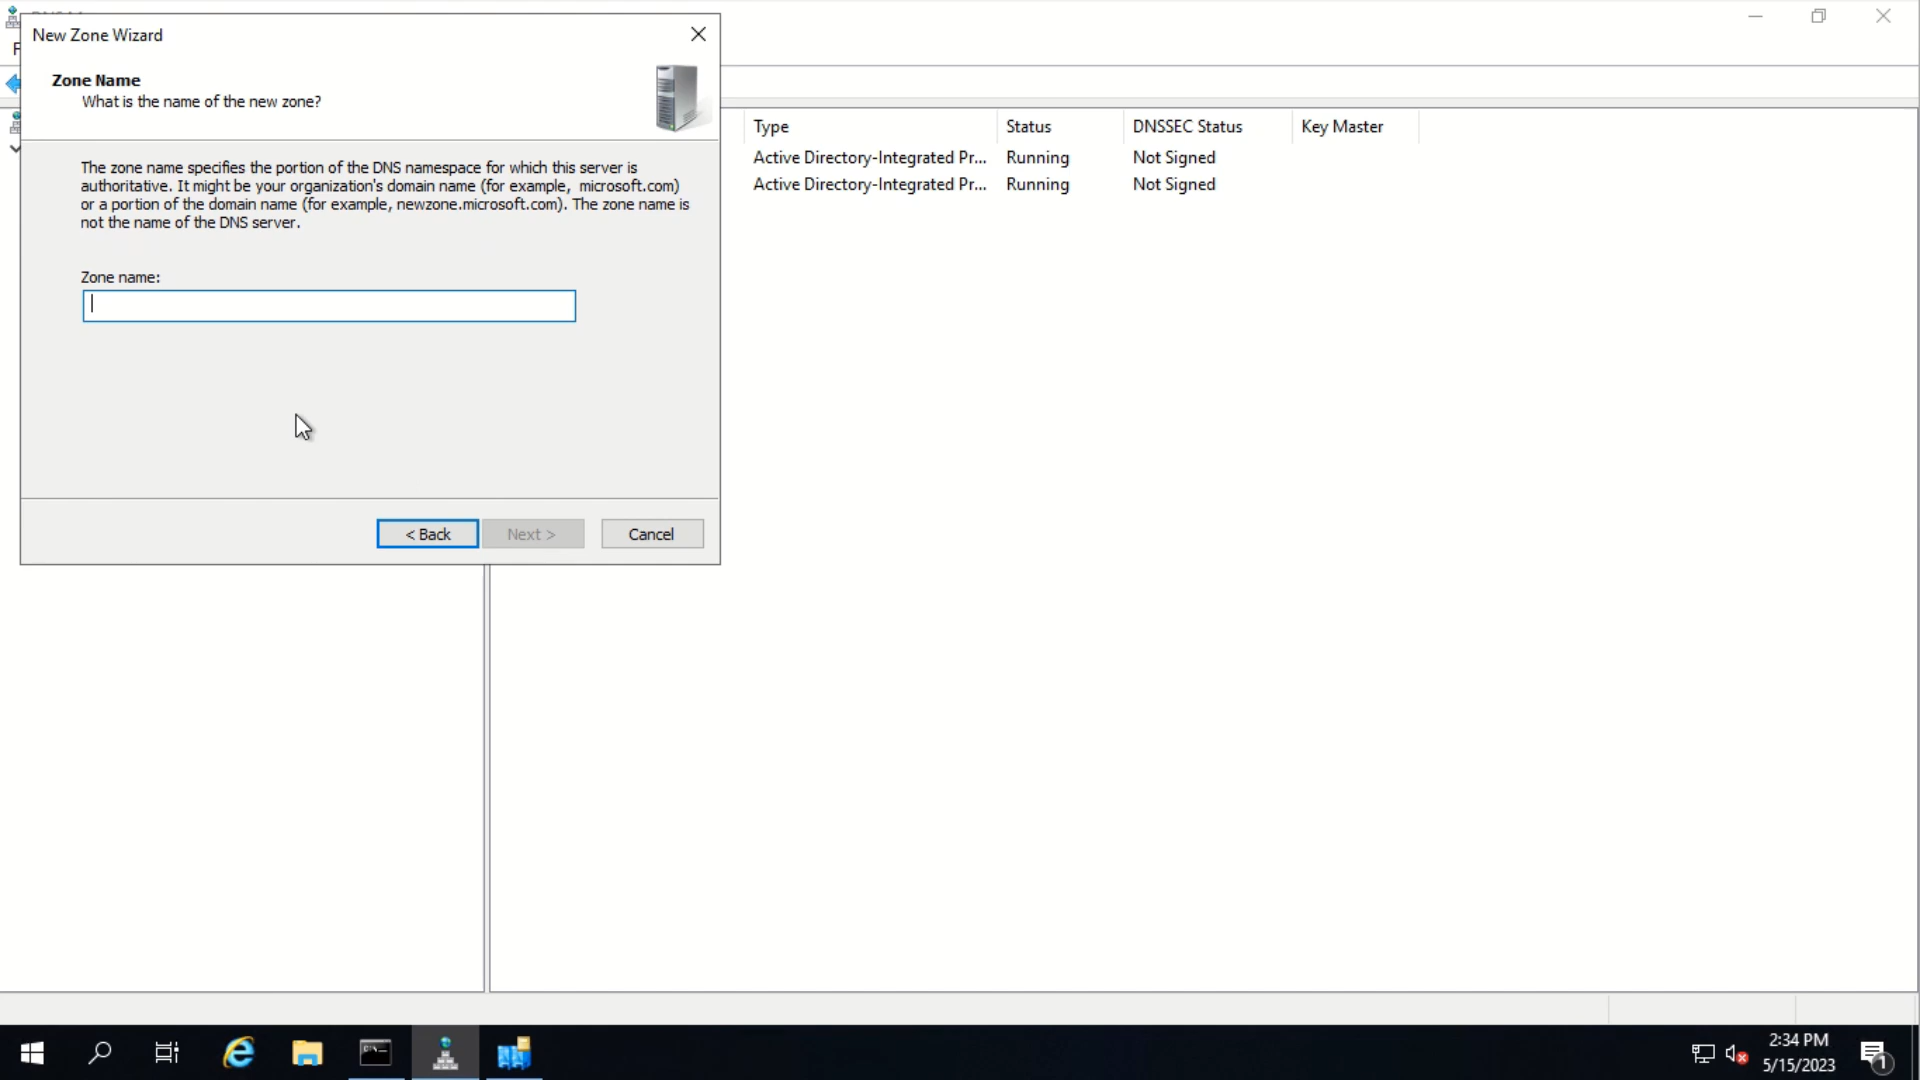 New Zone Wizard
Zone Name
What is the name of the new zone?
The zone name specifies the portion of the DNS namespace for which this server is
authoritative. It might be your organization's domain name (for example, microsoft.com)
or a portion of the domain name (for example, newzone.microsoft.com). The zone name is
not the name of the DNS server.
Zone name:
< Back
Next >
Cancel
Type
Status
DNSSEC Status
Key Master
Active Directory-Integrated Pr...
Running
Not Signed
Active Directory-Integrated Pr...
Running
Not Signed
2:34 PM
5/15/2023
1